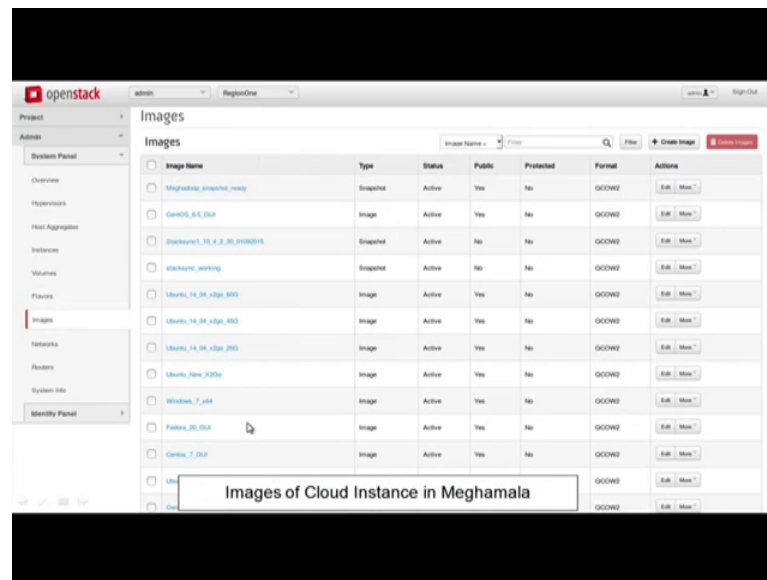 openstack admin RegionOne admin Sign Out
Project Images
Admin Images Image Name Filter Filter + Create Image Delete Images
System Panel Image Name Type Status Public Protected Format Actions
Overview Meghadoop_snapshot_ready Snapshot Active Yes No QCOW2 Edit More
Hypervisors CentOS_6.5_GUI Image Active Yes No QCOW2 Edit More
Host Aggregates
Instances Stacksync1_10_4_2_30_01092015 Snapshot Active No No QCOW2 Edit More
Volumes stacksync_working Snapshot Active No No QCOW2 Edit More
Flavors Ubuntu_14_04_x2go_60G Image Active Yes No QCOW2 Edit More
Images Ubuntu_14_04_x2go_45G Image Active Yes No QCOW2 Edit More
Networks Ubuntu_14_04_x2go_20G Image Active Yes No QCOW2 Edit More
Routers Ubuntu_New_X2Go Image Active Yes No QCOW2 Edit More
System Info
Identity Panel Windows_7_x64 Image Active Yes No QCOW2 Edit More
Fedora_20_GUI Image Active Yes No QCOW2 Edit More
Centos_7_GUI Image Active Yes No QCOW2 Edit More
Ubu QCOW2 Edit More
Images of Cloud Instance in Meghamala
Cen QCOW2 Edit More